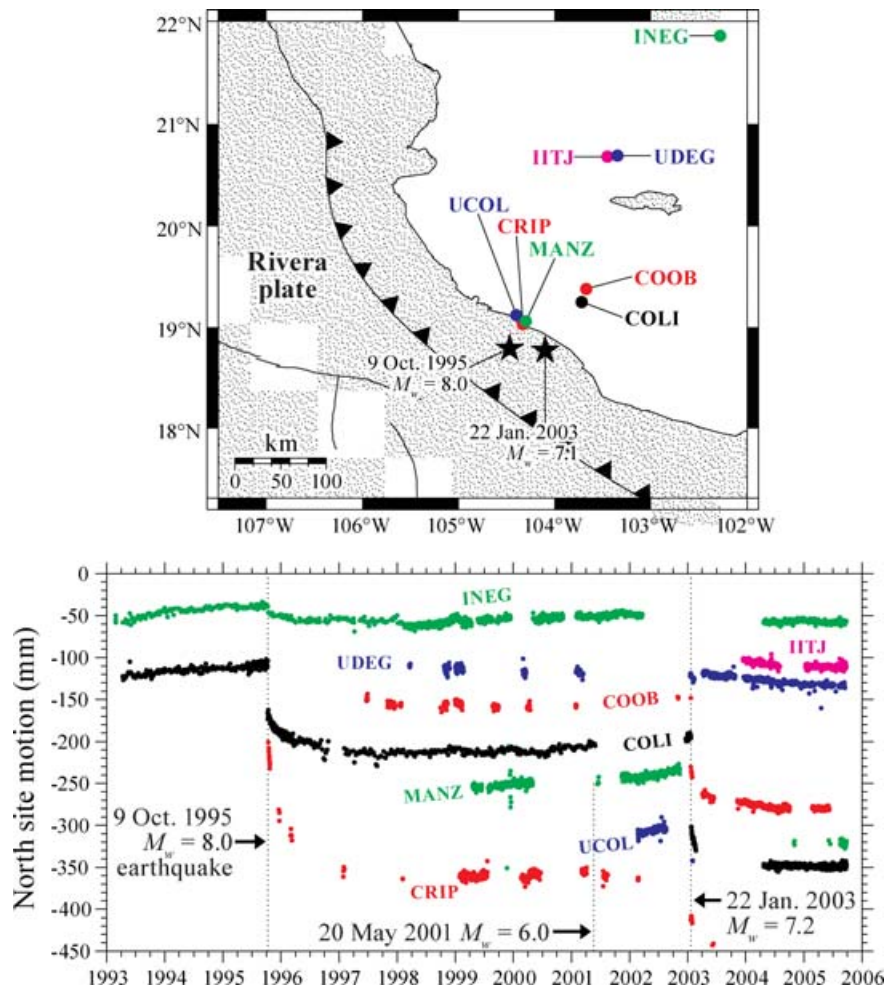 22°N
INEG
21°N
IITJ
UDEG
UCOL
20°N
CRIP
MANZ
Rivera
plate
COOB
COLI
19°N
9 Oct. 1995
Mw = 8.0
18°N
22 Jan. 2003
Mw = 7.1
km
0 50 100
107°W 106°W 105°W 104°W 103°W 102°W
North site motion (mm)
0
-50
-100
-150
-200
-250
-300
-350
-400
-450
INEG
IITJ
UDEG
COOB
COLI
MANZ
UCOL
CRIP
9 Oct. 1995
Mw = 8.0
earthquake
20 May 2001 Mw = 6.0
22 Jan. 2003
Mw = 7.2
1993 1994 1995 1996 1997 1998 1999 2000 2001 2002 2003 2004 2005 2006